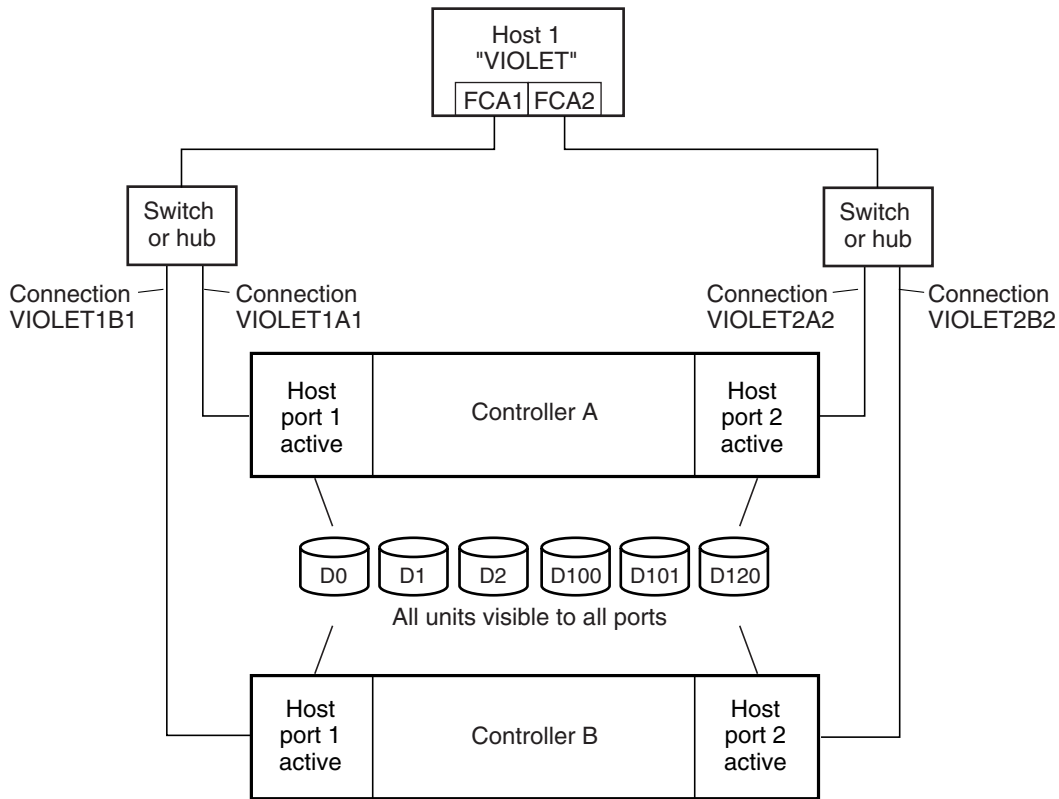 Host 1
"VIOLET"
FCA1 FCA2
Switch
or hub
Switch
or hub
Connection
VIOLET1B1
Connection
VIOLET1A1
Connection
VIOLET2A2
Connection
VIOLET2B2
Host
port 1
active
Controller A
Host
port 2
active
D0 D1 D2 D100 D101 D120
All units visible to all ports
Host
port 1
active
Controller B
Host
port 2
active